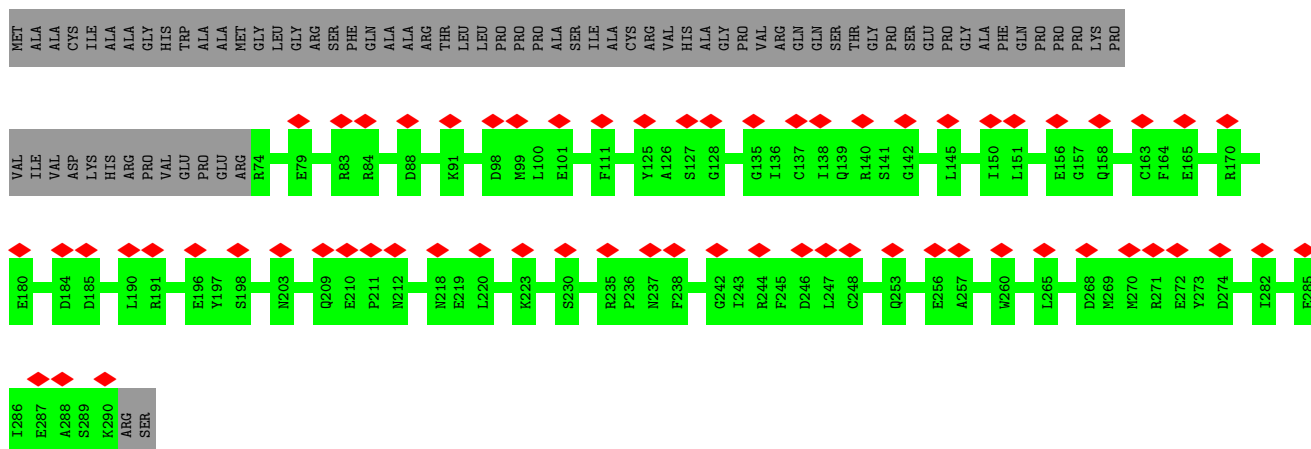 MET ALA ALA CYS ILE ALA ALA GLY HIS TRP ALA ALA MET GLY LEU GLY ARG SER PHE GLN ALA ALA ARG THR LEU LEU PRO PRO PRO ALA SER ILE ALA CYS ARG VAL HIS ALA GLY PRO VAL ARG GLN GLN SER THR GLY PRO SER GLU PRO GLY ALA PHE GLN PRO PRO PRO LYS PRO
VAL ILE VAL ASP LYS HIS ARG PRO VAL GLU PRO GLU ARG R74 E79 R83 R84 D88 K91 D98 M99 L100 E101 F111 Y125 A126 S127 G128 G135 I136 C137 I138 Q139 R140 S141 G142 L145 I150 L151 E156 G157 Q158 C163 F164 E165 R170
E180 D184 D185 L190 R191 E196 Y197 S198 N203 Q209 E210 P211 N212 N218 E219 L220 K223 S230 R235 P236 N237 F238 G242 I243 R244 F245 D246 L247 C248 Q253 E256 A257 W260 L265 D268 M269 M270 R271 E272 Y273 D274 I282
I286 E287 A288 S289 K290 ARG SER